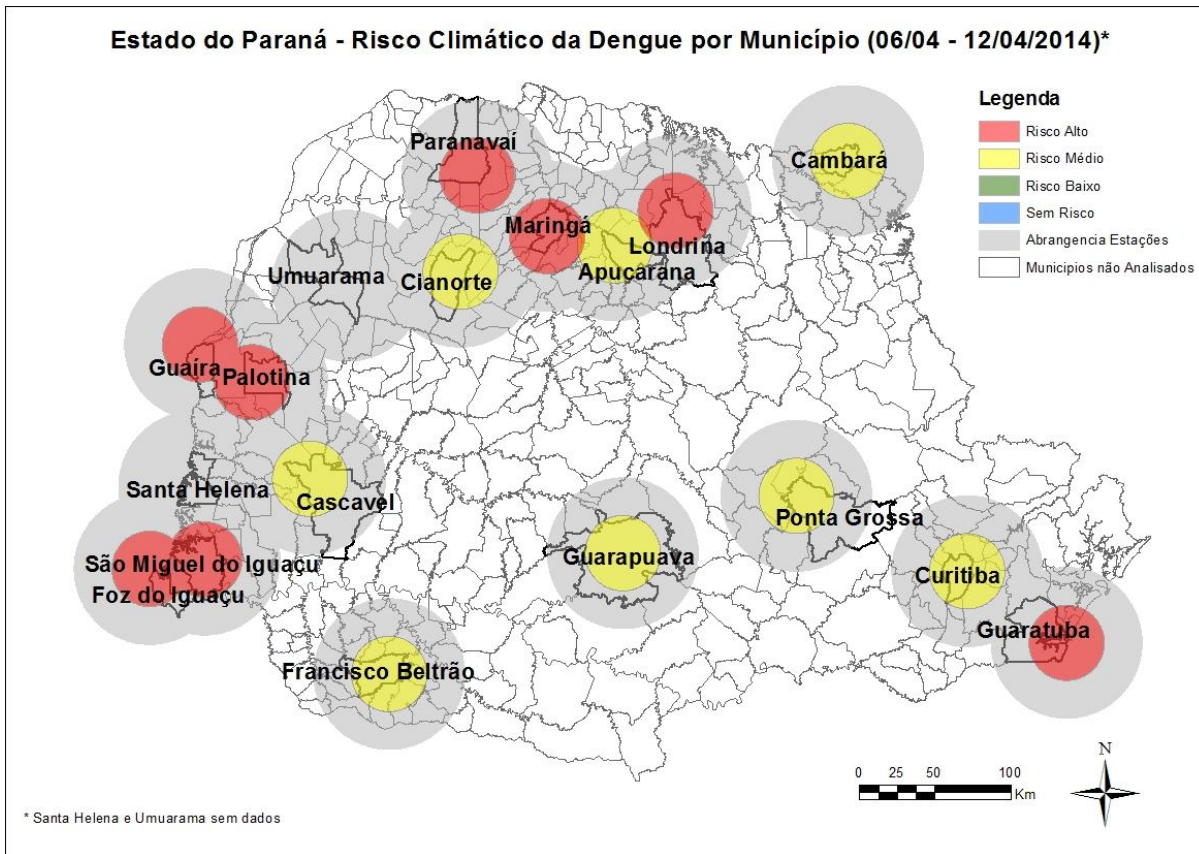 Estado do Paraná - Risco Climático da Dengue por Município (06/04 - 12/04/2014)*
Legenda
Risco Alto
Risco Médio
Risco Baixo
Sem Risco
Abrangencia Estações
Municipios não Analisados
Paranavaí
Cambará
Maringá
Londrina
Umuarama
Cianorte
Apucarana
Guaíra
Palotina
Santa Helena
Cascavel
Ponta Grossa
Guarapuava
São Miguel do Iguaçu
Foz do Iguaçu
Curitiba
Guaratuba
Francisco Beltrão
N
0 25 50 100
Km
* Santa Helena e Umuarama sem dados